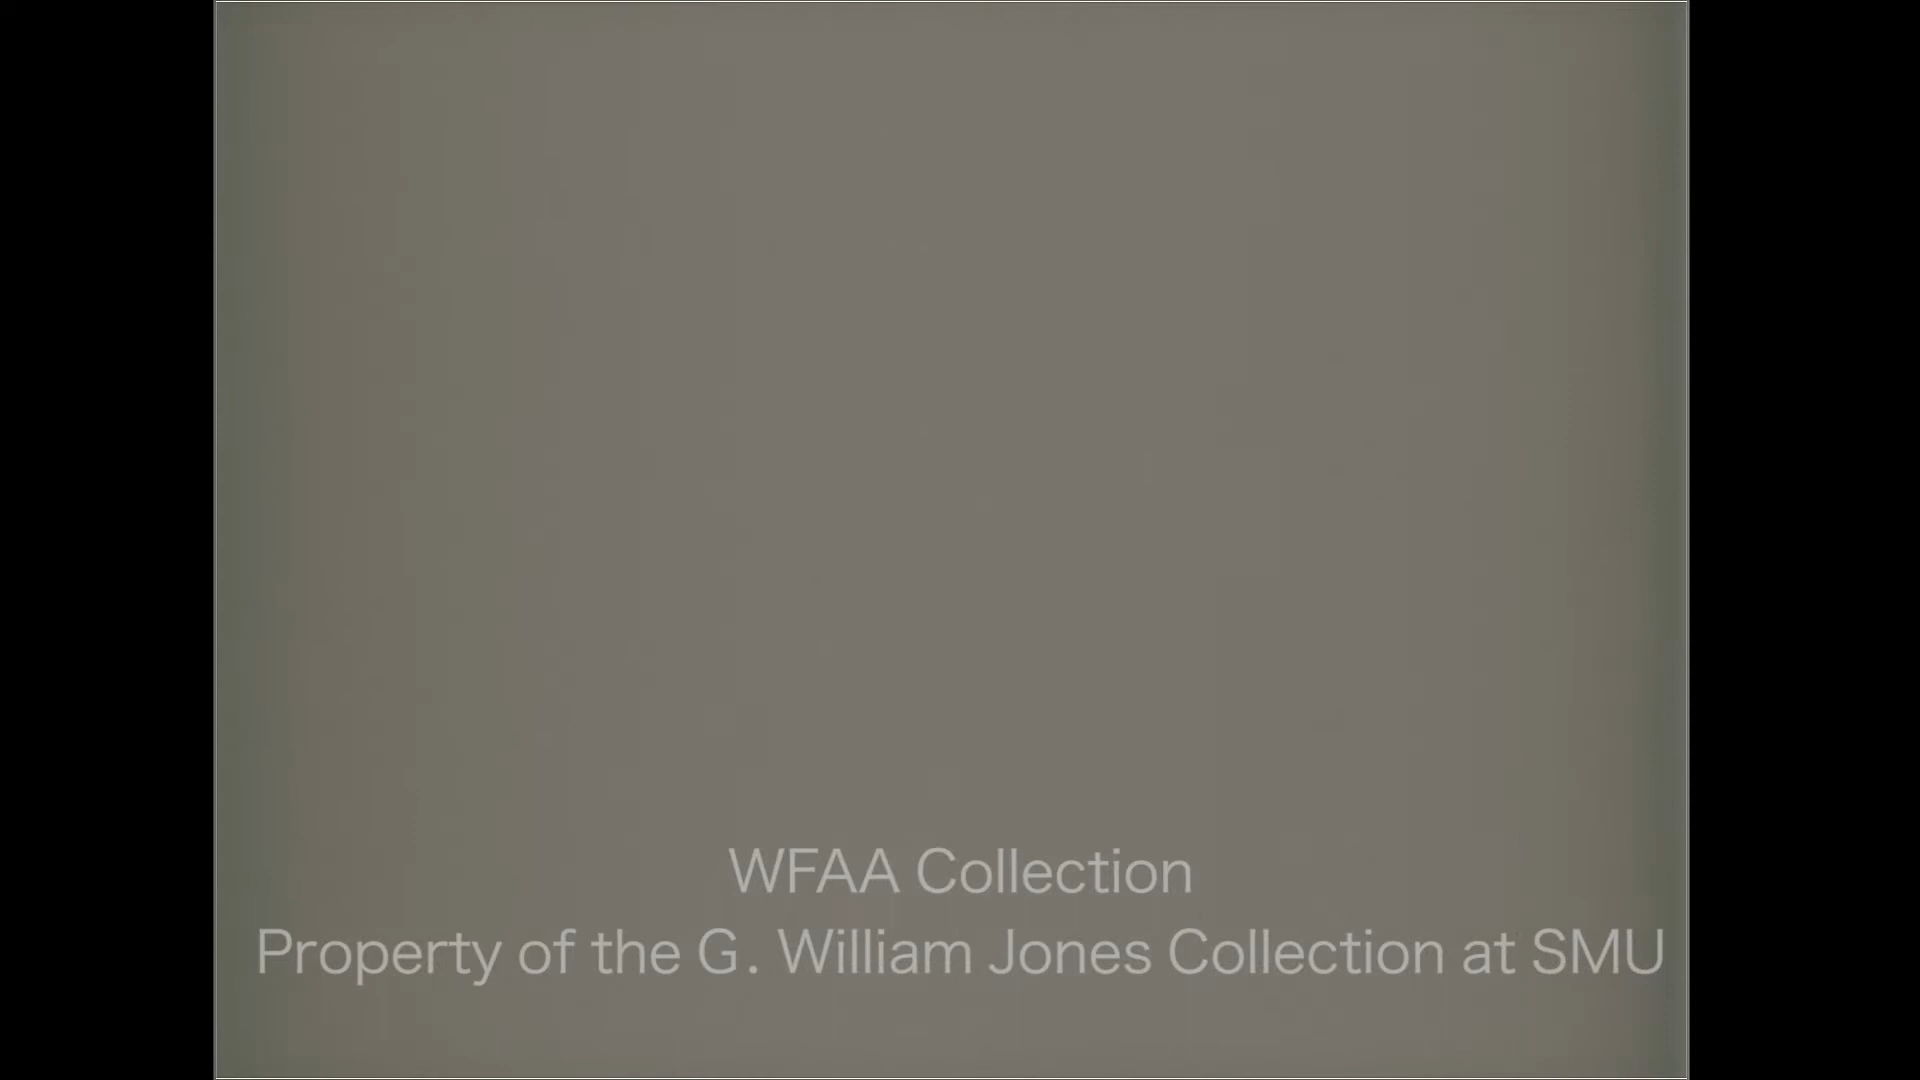 WFAA Collection
Property of the G. William Jones Collection at SMU